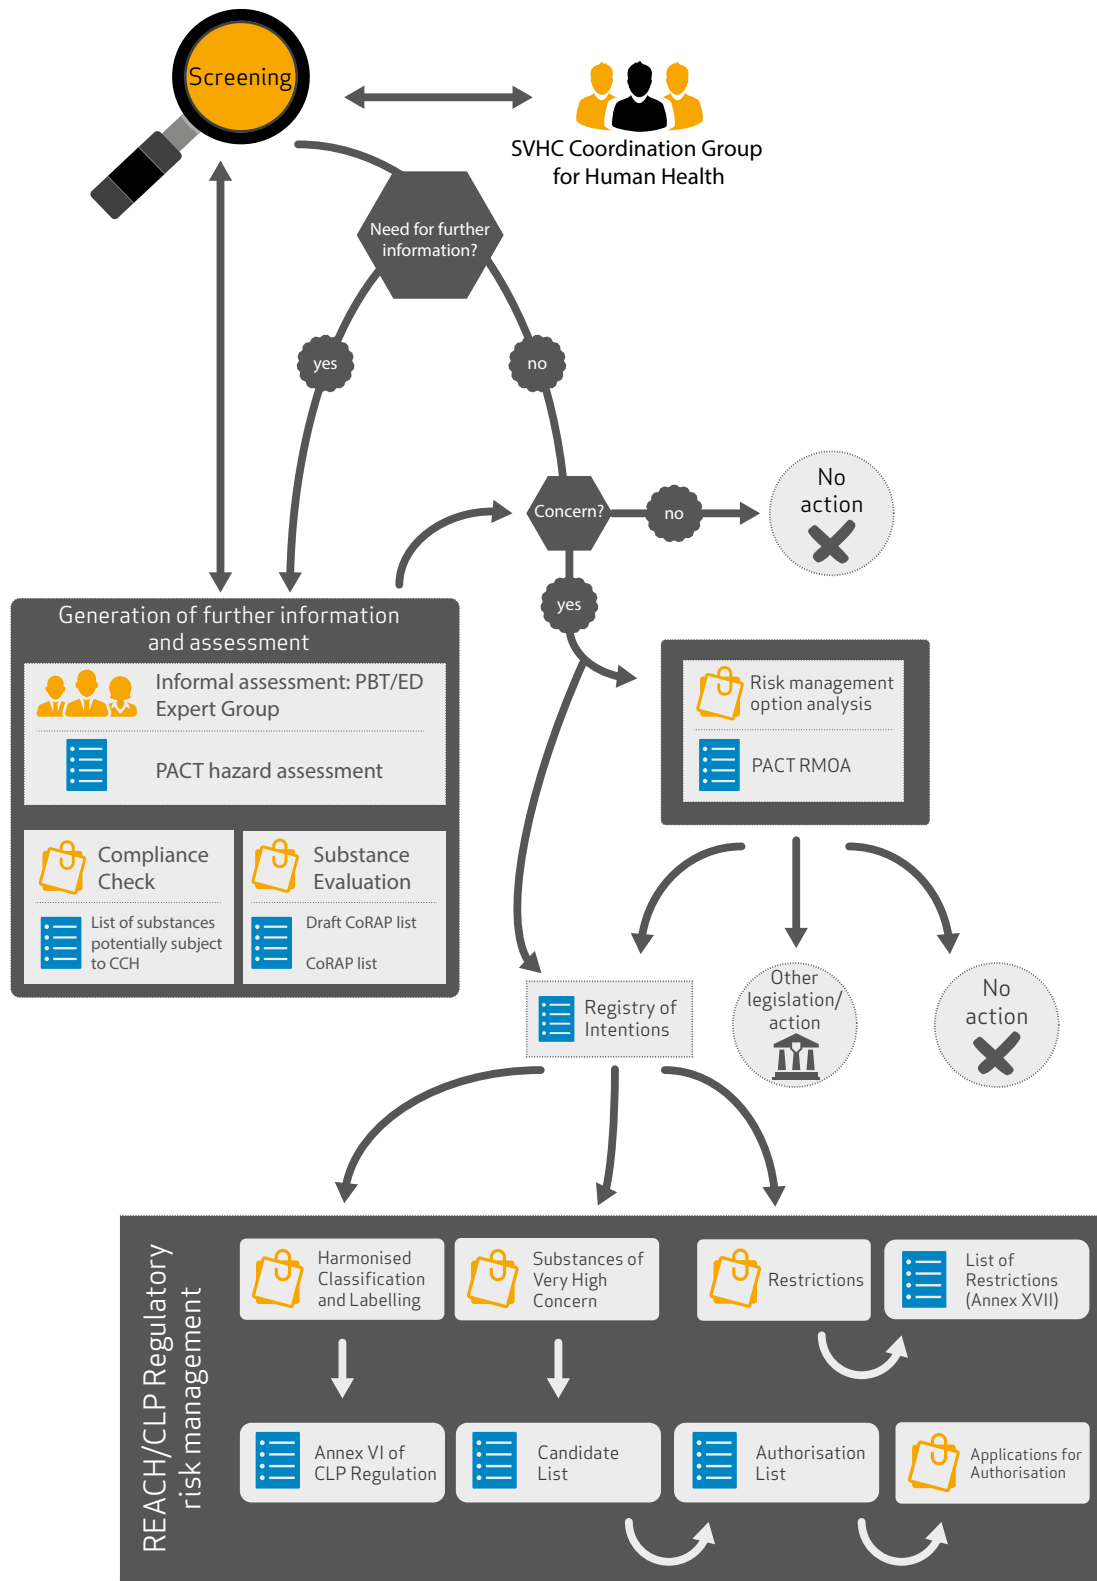 Screening
SVHC Coordination Group
for Human Health
Need for further
information?
yes
no
Concern?
no
No
action
yes
Generation of further information
and assessment
Informal assessment: PBT/ED
Expert Group
PACT hazard assessment
Compliance
Check
List of substances
potentially subject
to CCH
Substance
Evaluation
Draft CoRAP list
CoRAP list
Risk management
option analysis
PACT RMOA
Registry of
Intentions
Other
legislation/
action
No
action
REACH/CLP Regulatory
risk management
Harmonised
Classification
and Labelling
Substances of
Very High
Concern
Restrictions
List of
Restrictions
(Annex XVII)
Annex VI of
CLP Regulation
Candidate
List
Authorisation
List
Applications for
Authorisation